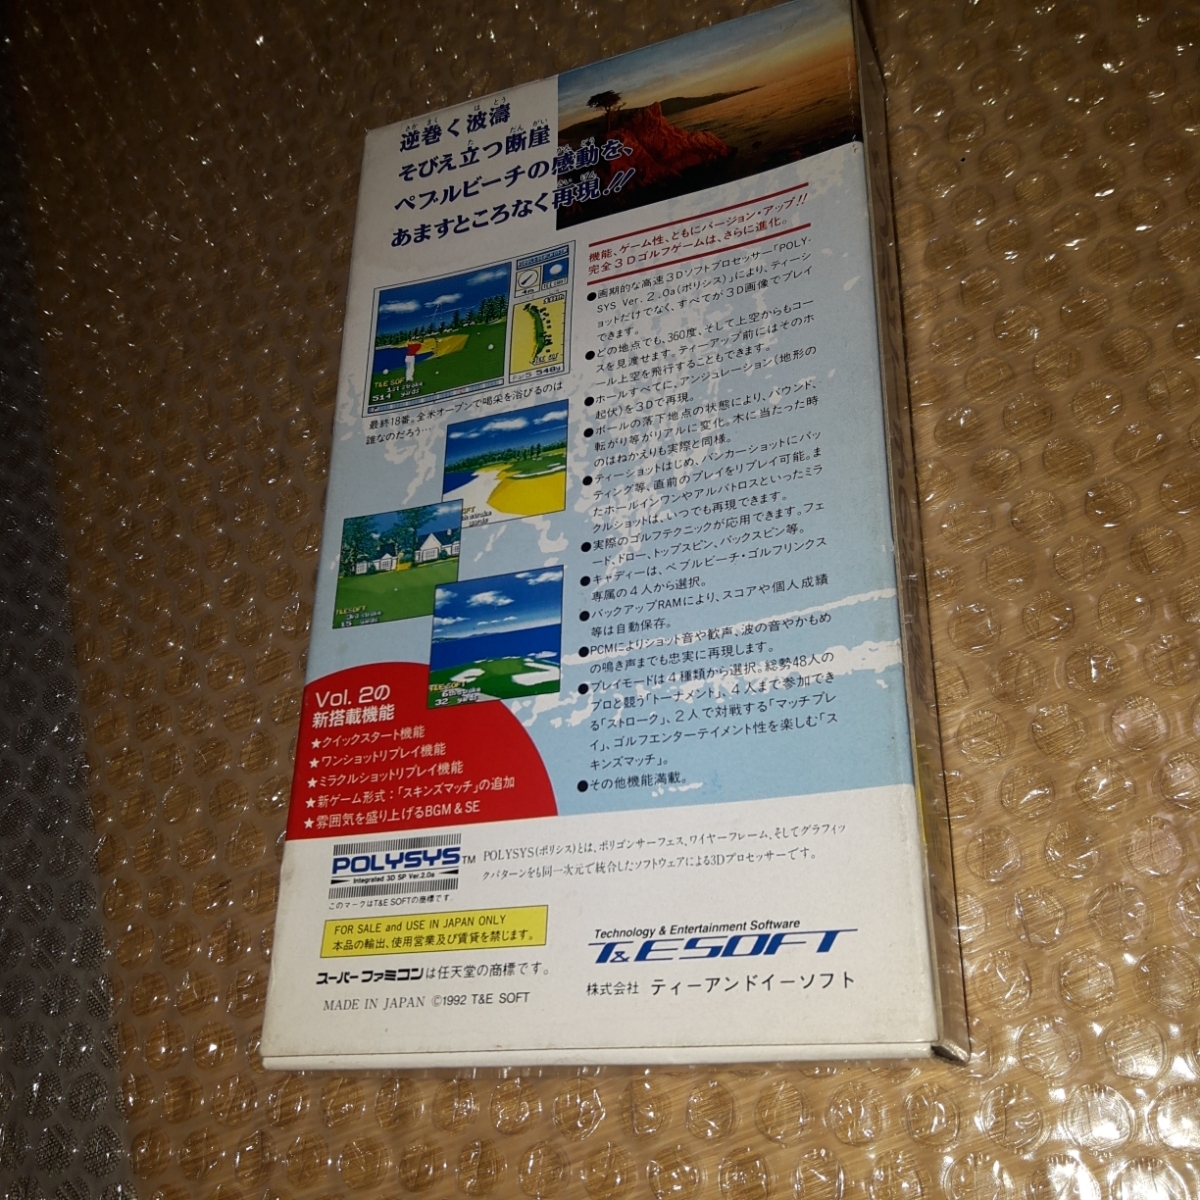 逆巻く波濤
そびえ立つ断崖
ペブルビーチの感動を、
あますところなく再現!!
機能、ゲーム性、ともにバージョン・アップ!!
完全3Dゴルフゲームは、さらに進化。
●画期的な高速3Dソフトプロセッサー「POLY-
SYS Ver. 2.0a(ポリシス)」により、ティーシ
ョットだけでなく、すべてが3D画像でプレイ
できます。
●どの地点でも、360度、そして上空からもコー
スを見渡せます。ティーアップ前にはそのホ
ール上空を飛行することもできます。
●ホールすべてに、アンジュレーション(地形の
起伏)を3Dで再現。
●ボールの落下地点の状態により、バウンド、
転がり等がリアルに変化。木に当たった時
のはねかえりも実際と同様。
●ティーショットはじめ、バンカーショットにパッ
ティング等、直前のプレイをリプレイ可能。ま
たホールインワンやアルバトロスといったミラ
クルショットは、いつでも再現できます。
●実際のゴルフテクニックが応用できます。フェ
ード、ドロー、トップスピン、バックスピン等。
●キャディーは、ペブルビーチ・ゴルフリンクス
専属の4人から選択。
●バックアップRAMにより、スコアや個人成績
等は自動保存。
●PCMによりショット音や歓声、波の音やかもめ
の鳴き声までも忠実に再現します。
●プレイモードは4種類から選択。総勢48人の
プロと競う「トーナメント」、4人まで参加でき
る「ストローク」、2人で対戦する「マッチプレ
イ」、ゴルフエンターテイメント性を楽しむ「ス
キンズマッチ」。
●その他機能満載。
T&E SOFT
1st stroke
514 yards
540y
最終18番。全米オープンで喝采を浴びるのは
誰なのだろう…
T&E SOFT
3rd stroke
15 yards
T&E SOFT
6th stroke
32 yards
Vol. 2の
新搭載機能
★クイックスタート機能
★ワンショットリプレイ機能
★ミラクルショットリプレイ機能
★新ゲーム形式:「スキンズマッチ」の追加
★雰囲気を盛り上げるBGM & SE
POLYSYS TM
Integrated 3D SP Ver.2.0a
このマークはT&E SOFTの商標です。
POLYSYS(ポリシス)とは、ポリゴンサーフェス、ワイヤーフレーム、そしてグラフィッ
クパターンをも同一次元で統合したソフトウェアによる3Dプロセッサーです。
FOR SALE and USE IN JAPAN ONLY
本品の輸出、使用営業及び賃貸を禁じます。
スーパーファミコンは任天堂の商標です。
MADE IN JAPAN ©1992 T&E SOFT
Technology & Entertainment Software
T&ESOFT
株式会社 ティーアンドイーソフト